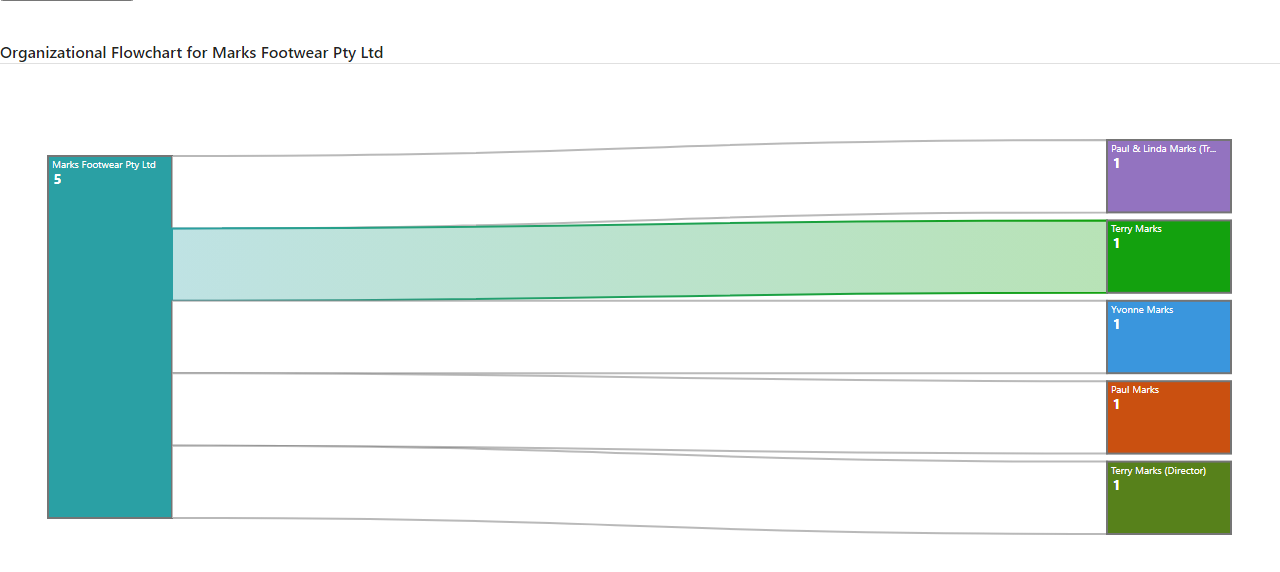 Organizational Flowchart for Marks Footwear Pty Ltd
Marks Footwear Pty Ltd
5
Paul & Linda Marks (Tr...
1
Terry Marks
1
Yvonne Marks
1
Paul Marks
1
Terry Marks (Director)
1